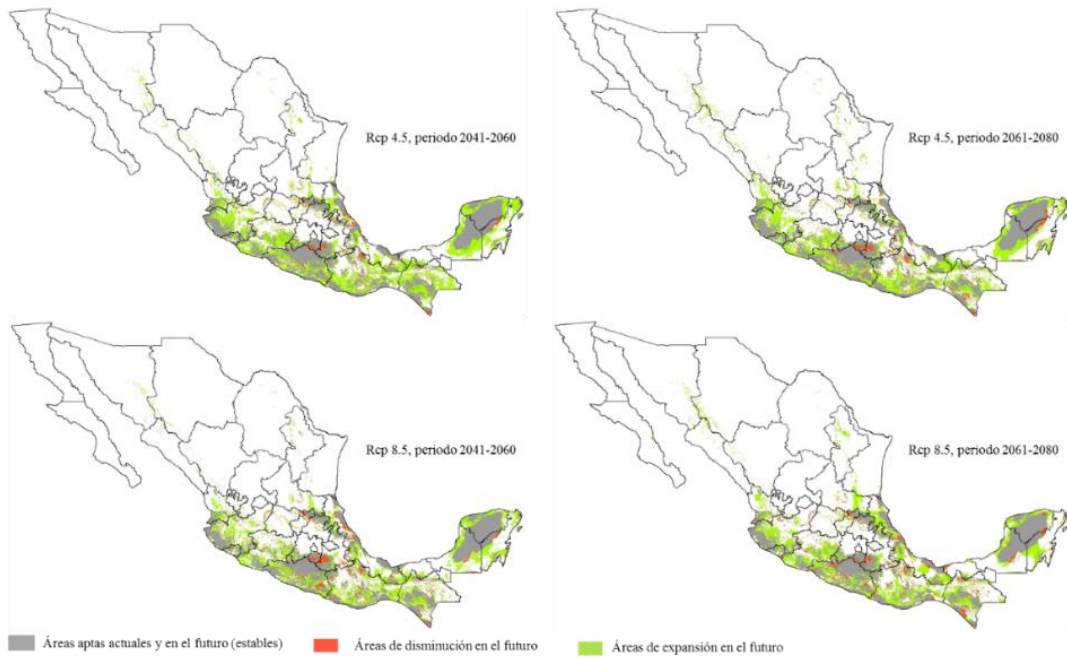 Rcp 4.5, periodo 2041-2060
Rcp 4.5, periodo 2061-2080
Rcp 8.5, periodo 2041-2060
Rcp 8.5, periodo 2061-2080
Áreas aptas actuales y en el futuro (estables)
Áreas de disminución en el futuro
Áreas de expansión en el futuro